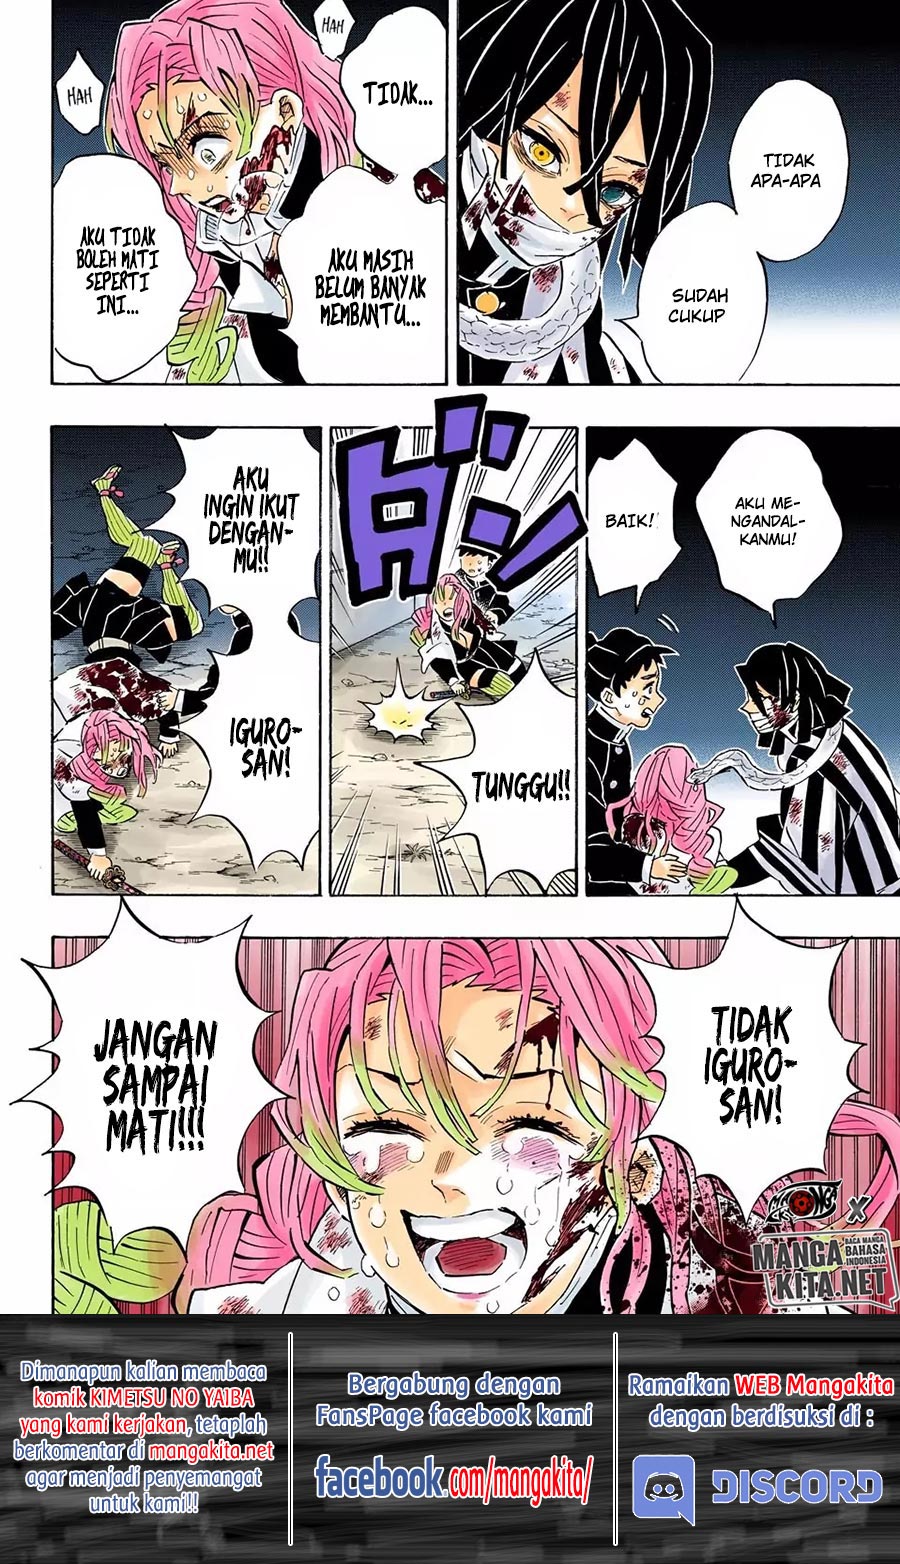 TIDAK
APA-APA
SUDAH
CUKUP
TIDAK...
HAH
HAH
AKU MASIH
BELUM BANYAK
MEMBANTU...
AKU TIDAK
BOLEH MATI
SEPERTI
INI...
AKU ME-
NGANDAL-
KANMU!
BAIK!
ダン
TUNGGU!!
AKU
INGIN IKUT
DENGAN-
MU!!
IGURO-
SAN!
TIDAK
IGURO-
SAN!
JANGAN
SAMPAI
MATI!!!
X
MANGA
BACA MANGA
BAHASA
INDONESIA
KITA.NET
Dimanapun kalian membaca
komik KIMETSU NO YAIBA
yang kami kerjakan, tetaplah
berkomentar di mangakita.net
agar menjadi penyemangat
untuk kami!!
Bergabung dengan
FansPage facebook kami
facebook.com/mangakita/
Ramaikan WEB Mangakita
dengan berdisuksi di :
DISCORD